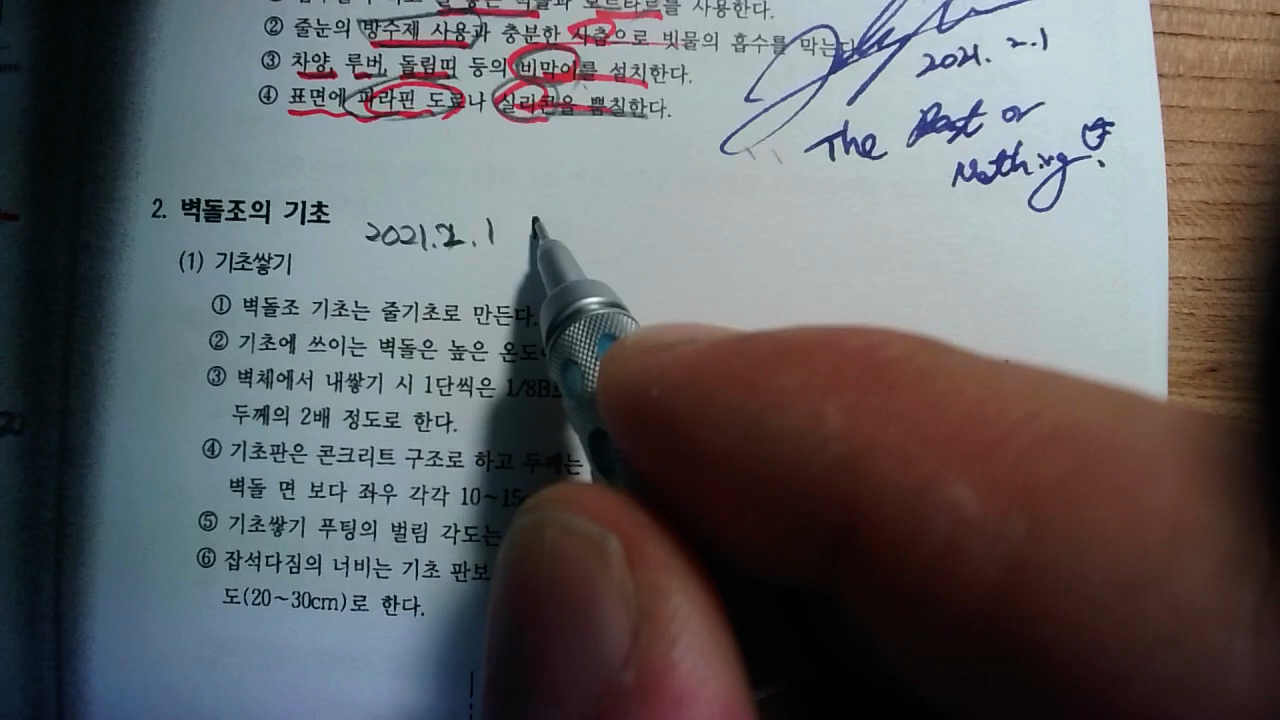 를 사용한다.
② 줄눈의 방수제 사용과 충분한 사춤으로 빗물의 흡수를 막는다
③ 차양, 루버, 돌림띠 등의 비막이를 설치한다.
④ 표면에 파라핀 도료나 실리콘을 뿜칠한다.
2021. 2. 1
The Best or
Nothing.
2. 벽돌조의 기초
2021. 2. 1
(1) 기초쌓기
① 벽돌조 기초는 줄기초로 만든다.
② 기초에 쓰이는 벽돌은 높은 온도
③ 벽체에서 내쌓기 시 1단씩은 1/8B
두께의 2배 정도로 한다.
④ 기초판은 콘크리트 구조로 하고 두께는
벽돌 면 보다 좌우 각각 10~15
⑤ 기초쌓기 푸팅의 벌림 각도는
⑥ 잡석다짐의 너비는 기초 판보
도(20~30cm)로 한다.